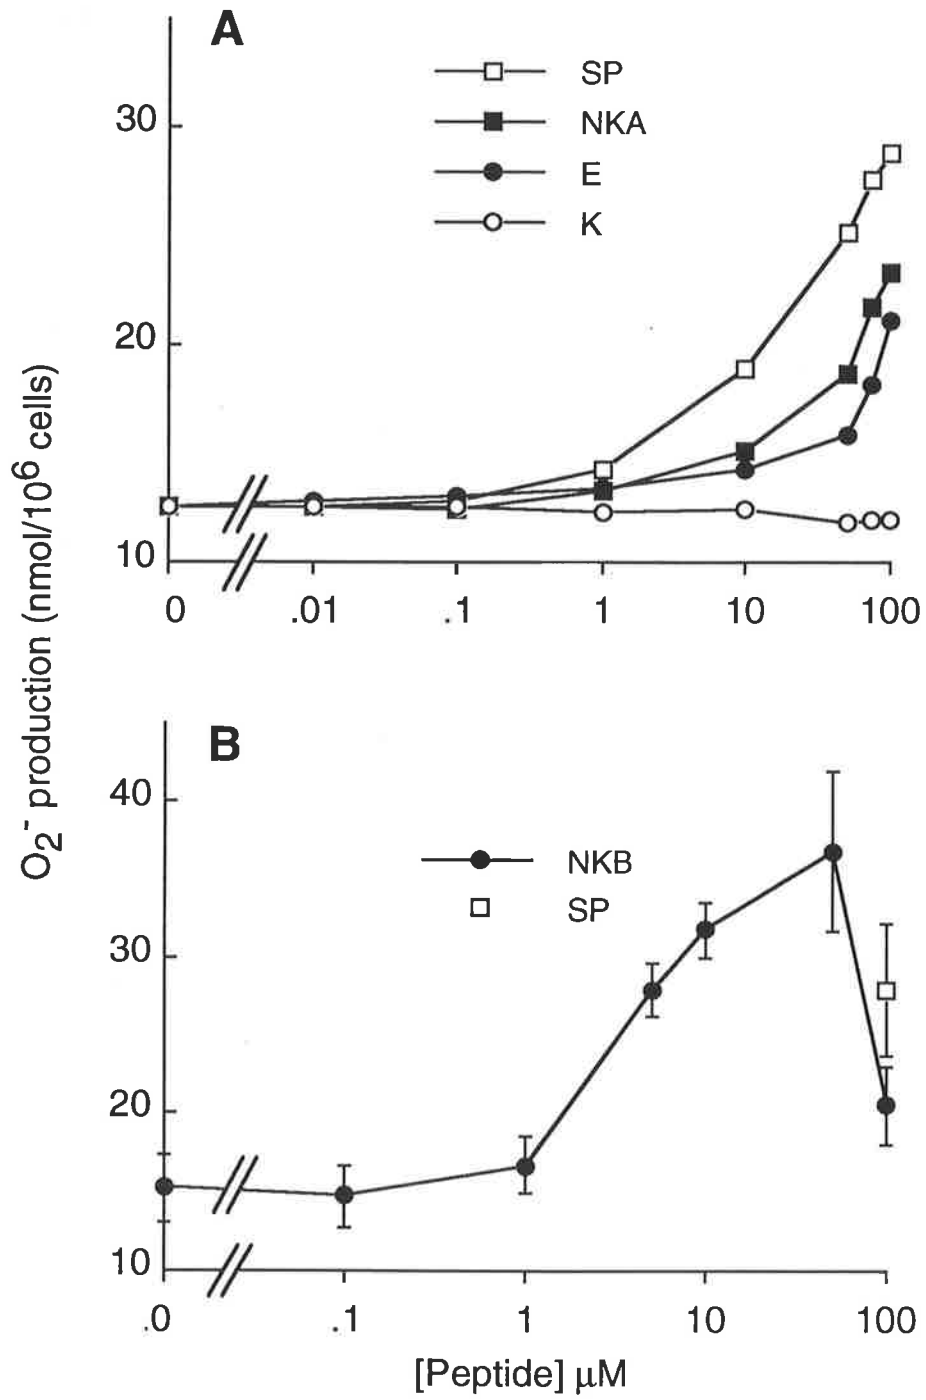 A
SP
NKA
E
K
30
20
10
0 .01 .1 1 10 100
O2- production (nmol/10^6 cells)
B
40
NKB
SP
30
20
10
.0 .1 1 10 100
[Peptide] μM